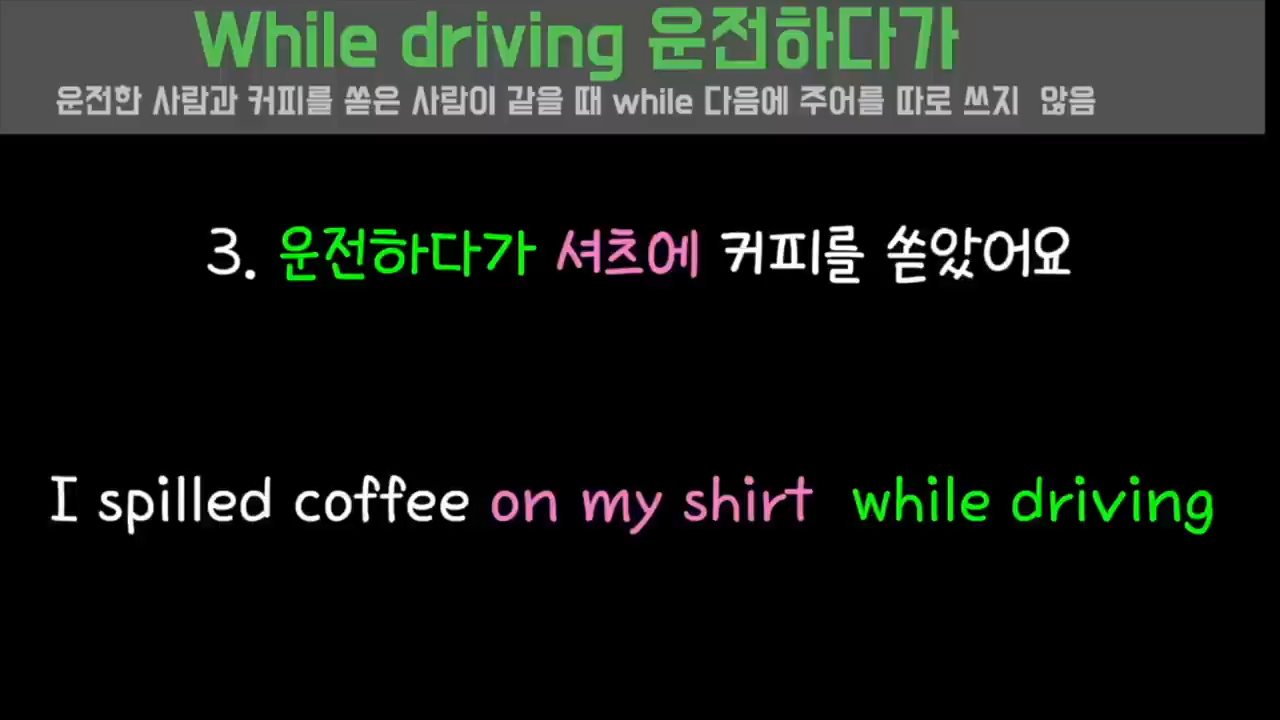 While driving 운전하다가
운전한 사람과 커피를 쏟은 사람이 같을 때 while 다음에 주어를 따로 쓰지 않음
3. 운전하다가 셔츠에 커피를 쏟았어요
I spilled coffee on my shirt while driving